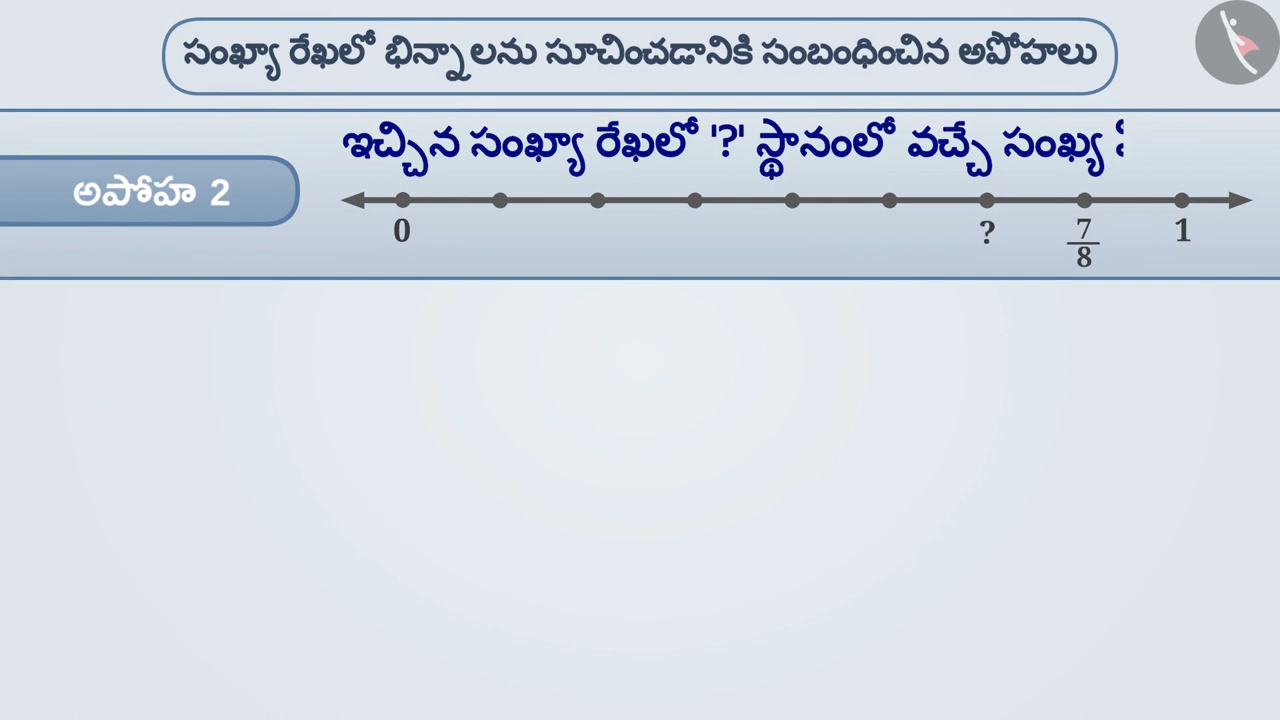 సంఖ్యా రేఖలో భిన్నాలను సూచించడానికి సంబంధించిన అపోహలు
ఇచ్చిన సంఖ్యా రేఖలో '?' స్థానంలో వచ్చే సంఖ్య
అపోహ 2
0 ? 7/8 1